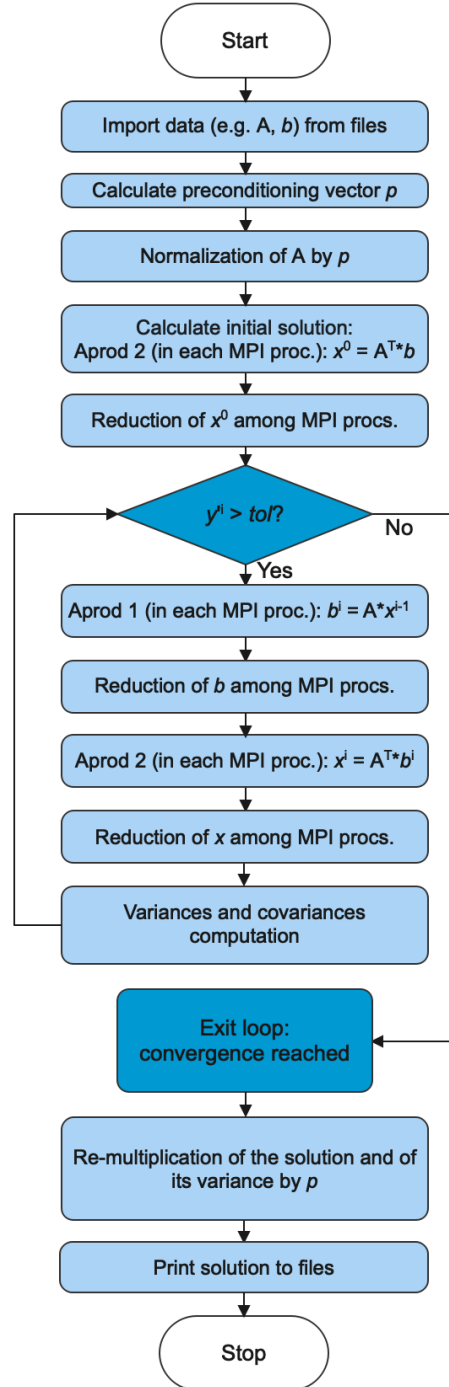 Start
Import data (e.g. A, b) from files
Calculate preconditioning vector p
Normalization of A by p
Calculate initial solution:
Aprod 2 (in each MPI proc.): x⁰ = Aᵀ*b
Reduction of x⁰ among MPI procs.
y'ⁱ > tol?
No
Yes
Aprod 1 (in each MPI proc.): bⁱ = A*xⁱ⁻¹
Reduction of b among MPI procs.
Aprod 2 (in each MPI proc.): xⁱ = Aᵀ*bⁱ
Reduction of x among MPI procs.
Variances and covariances
computation
Exit loop:
convergence reached
Re-multiplication of the solution and of
its variance by p
Print solution to files
Stop